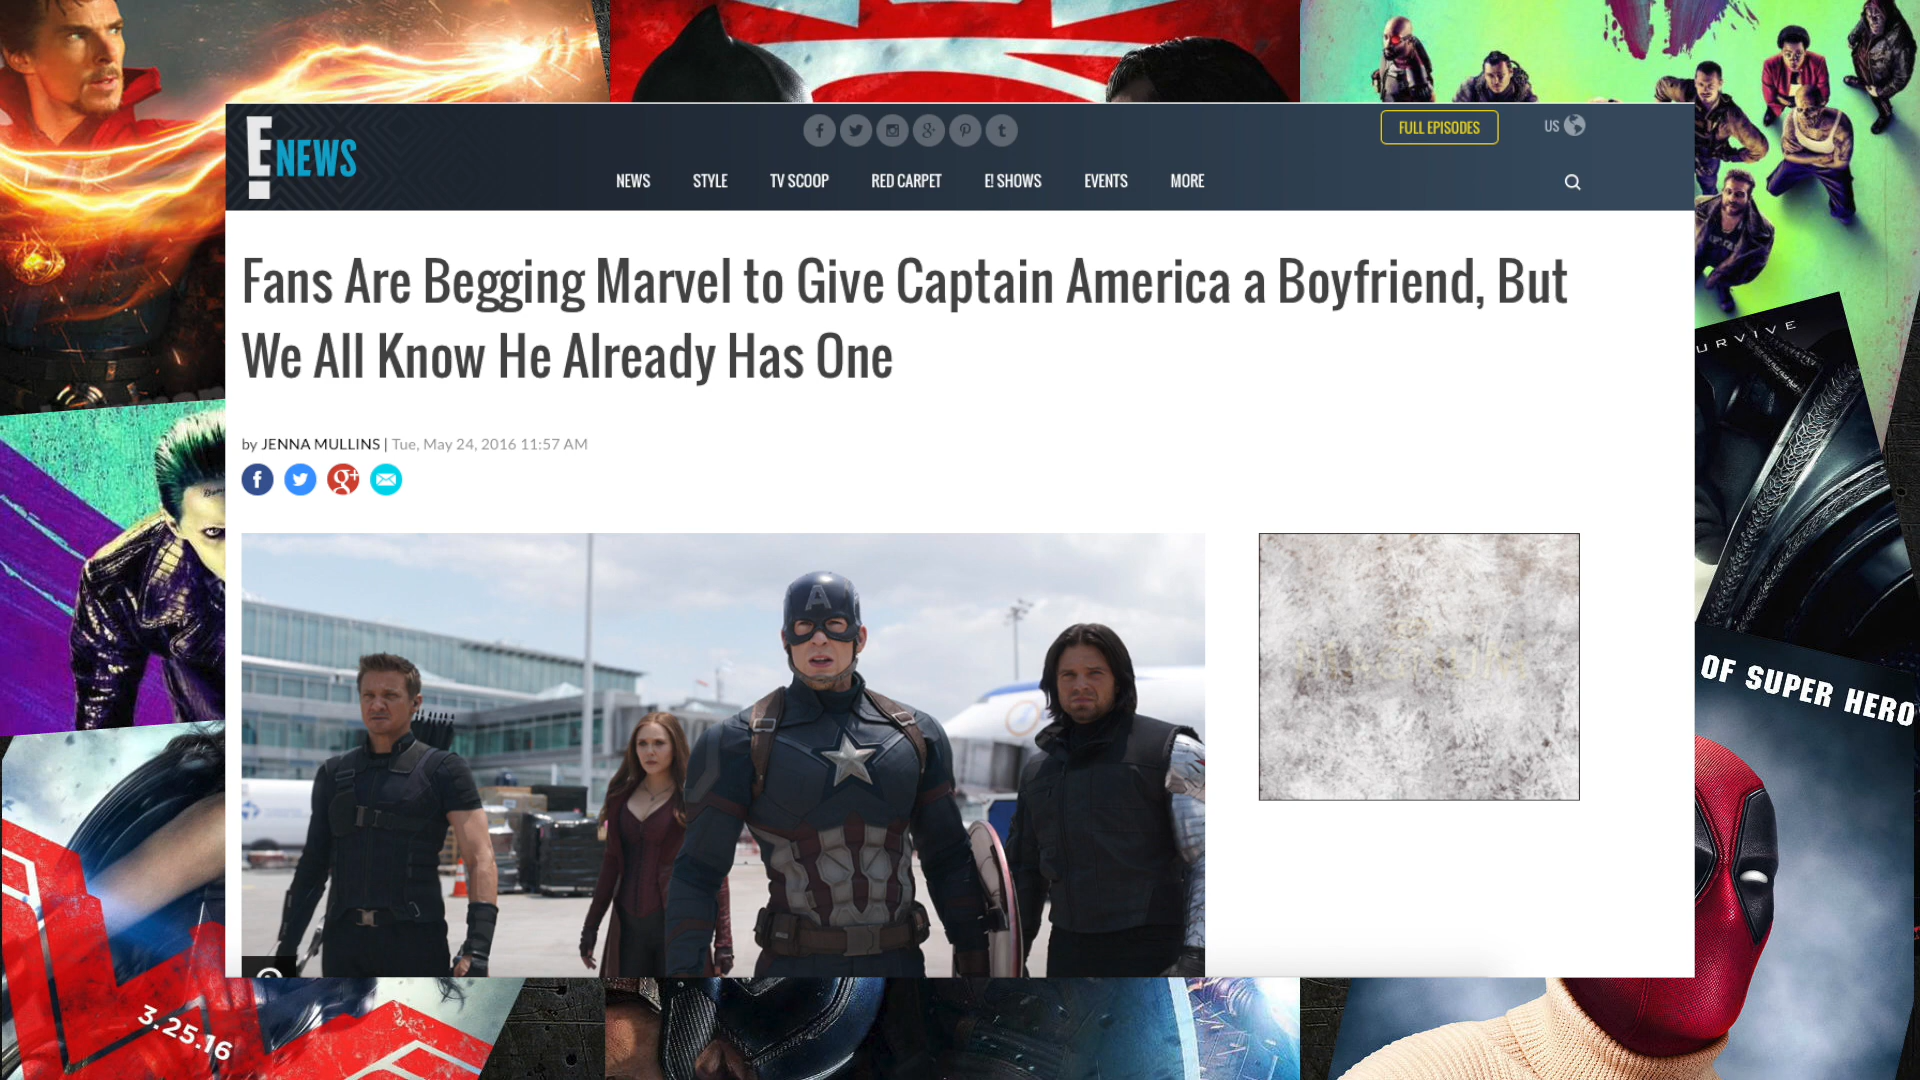 E NEWS
FULL EPISODES
US
NEWS STYLE TV SCOOP RED CARPET E! SHOWS EVENTS MORE
Fans Are Begging Marvel to Give Captain America a Boyfriend, But
We All Know He Already Has One
by JENNA MULLINS | Tue, May 24, 2016 11:57 AM
A
URVIVE
OF SUPER HERO
3.25.16